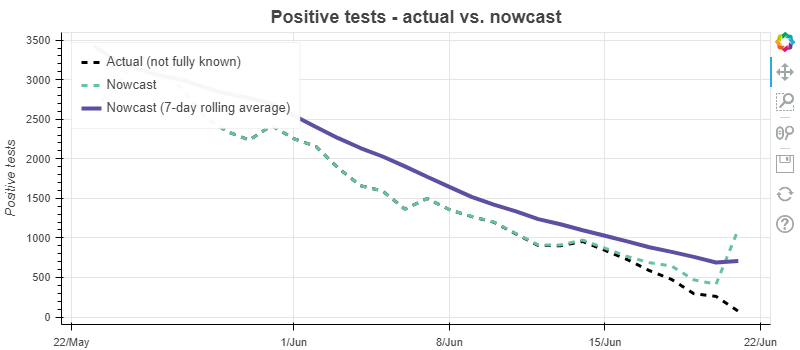 Positive tests - actual vs. nowcast
Positive tests
3500
3000
2500
2000
1500
1000
500
0
Actual (not fully known)
Nowcast
Nowcast (7-day rolling average)
22/May
1/Jun
8/Jun
15/Jun
22/Jun